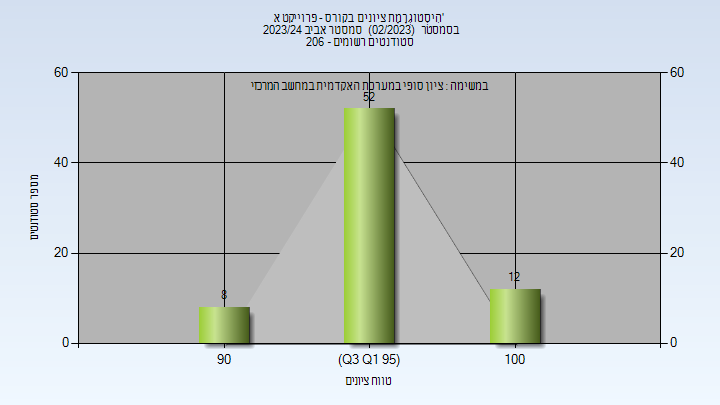 היסטוגרמת ציונים בקורס - פרוייקט א'
בסמסטר (02/2023) סמסטר אביב 2023/24
סטודנטים רשומים - 206
במשימה : ציון סופי במערכת האקדמית במחשב המרכזי
60
40
20
0
60
40
20
0
מספר סטודנטים
8
52
12
90
(Q3 Q1 95)
100
טווח ציונים